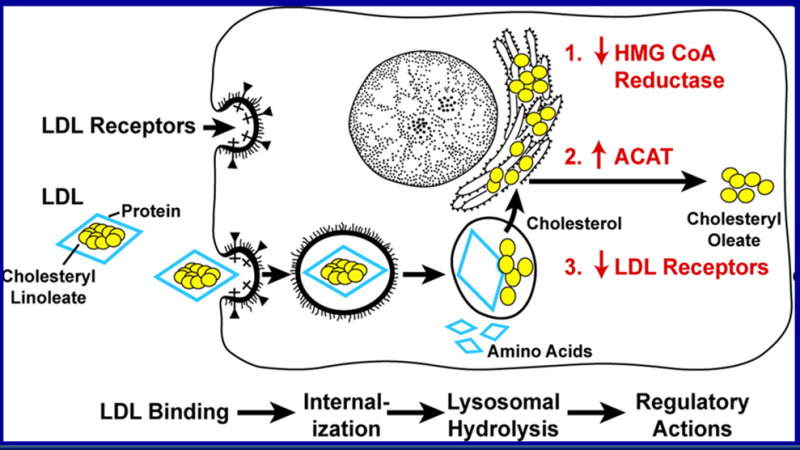 1. ↓ HMG CoA
Reductase
LDL Receptors
2. ↑ ACAT
LDL
Protein
Cholesteryl
Linoleate
Cholesterol
Cholesteryl
Oleate
3. ↓ LDL Receptors
Amino Acids
LDL Binding
Internal-
ization
Lysosomal
Hydrolysis
Regulatory
Actions